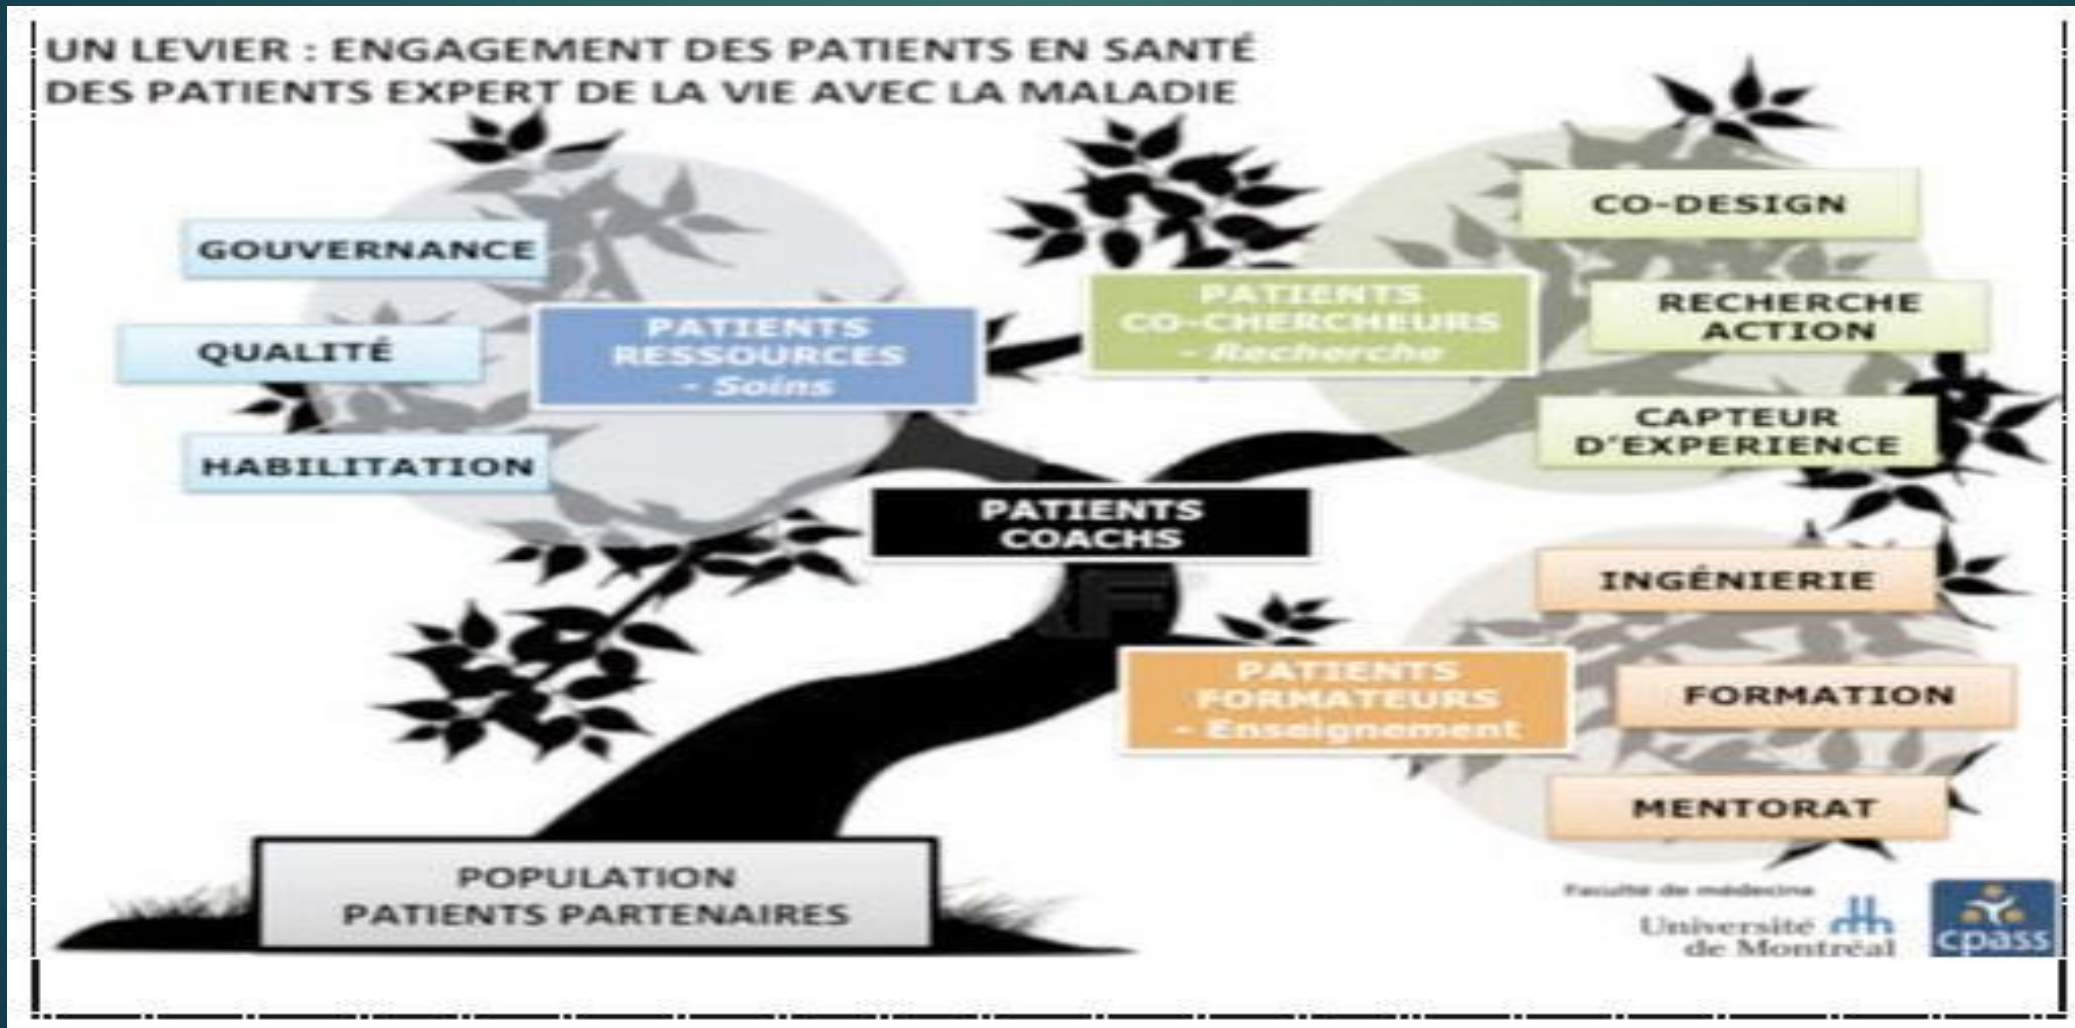 UN LEVIER : ENGAGEMENT DES PATIENTS EN SANTÉ
DES PATIENTS EXPERT DE LA VIE AVEC LA MALADIE
GOUVERNANCE
QUALITÉ
HABILITATION
PATIENTS
RESSOURCES
- Soins
PATIENTS
CO-CHERCHEURS
- Recherche
CO-DESIGN
RECHERCHE
ACTION
CAPTEUR
D'EXPERIENCE
PATIENTS
COACHS
PATIENTS
FORMATEURS
- Enseignement
INGÉNIERIE
FORMATION
MENTORAT
POPULATION
PATIENTS PARTENAIRES
Faculté de médecine
Université
de Montréal
cpass